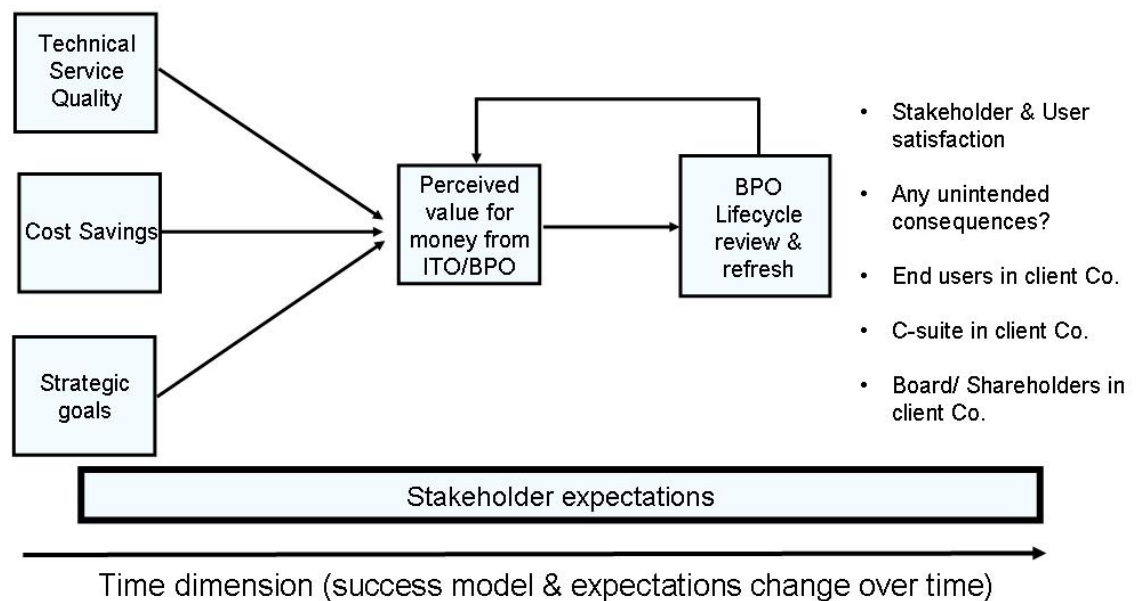 Technical
Service
Quality
Cost Savings
Strategic
goals
Perceived
value for
money from
ITO/BPO
BPO
Lifecycle
review &
refresh
• Stakeholder & User
satisfaction
• Any unintended
consequences?
• End users in client Co.
• C-suite in client Co.
• Board/ Shareholders in
client Co.
Stakeholder expectations
Time dimension (success model & expectations change over time)